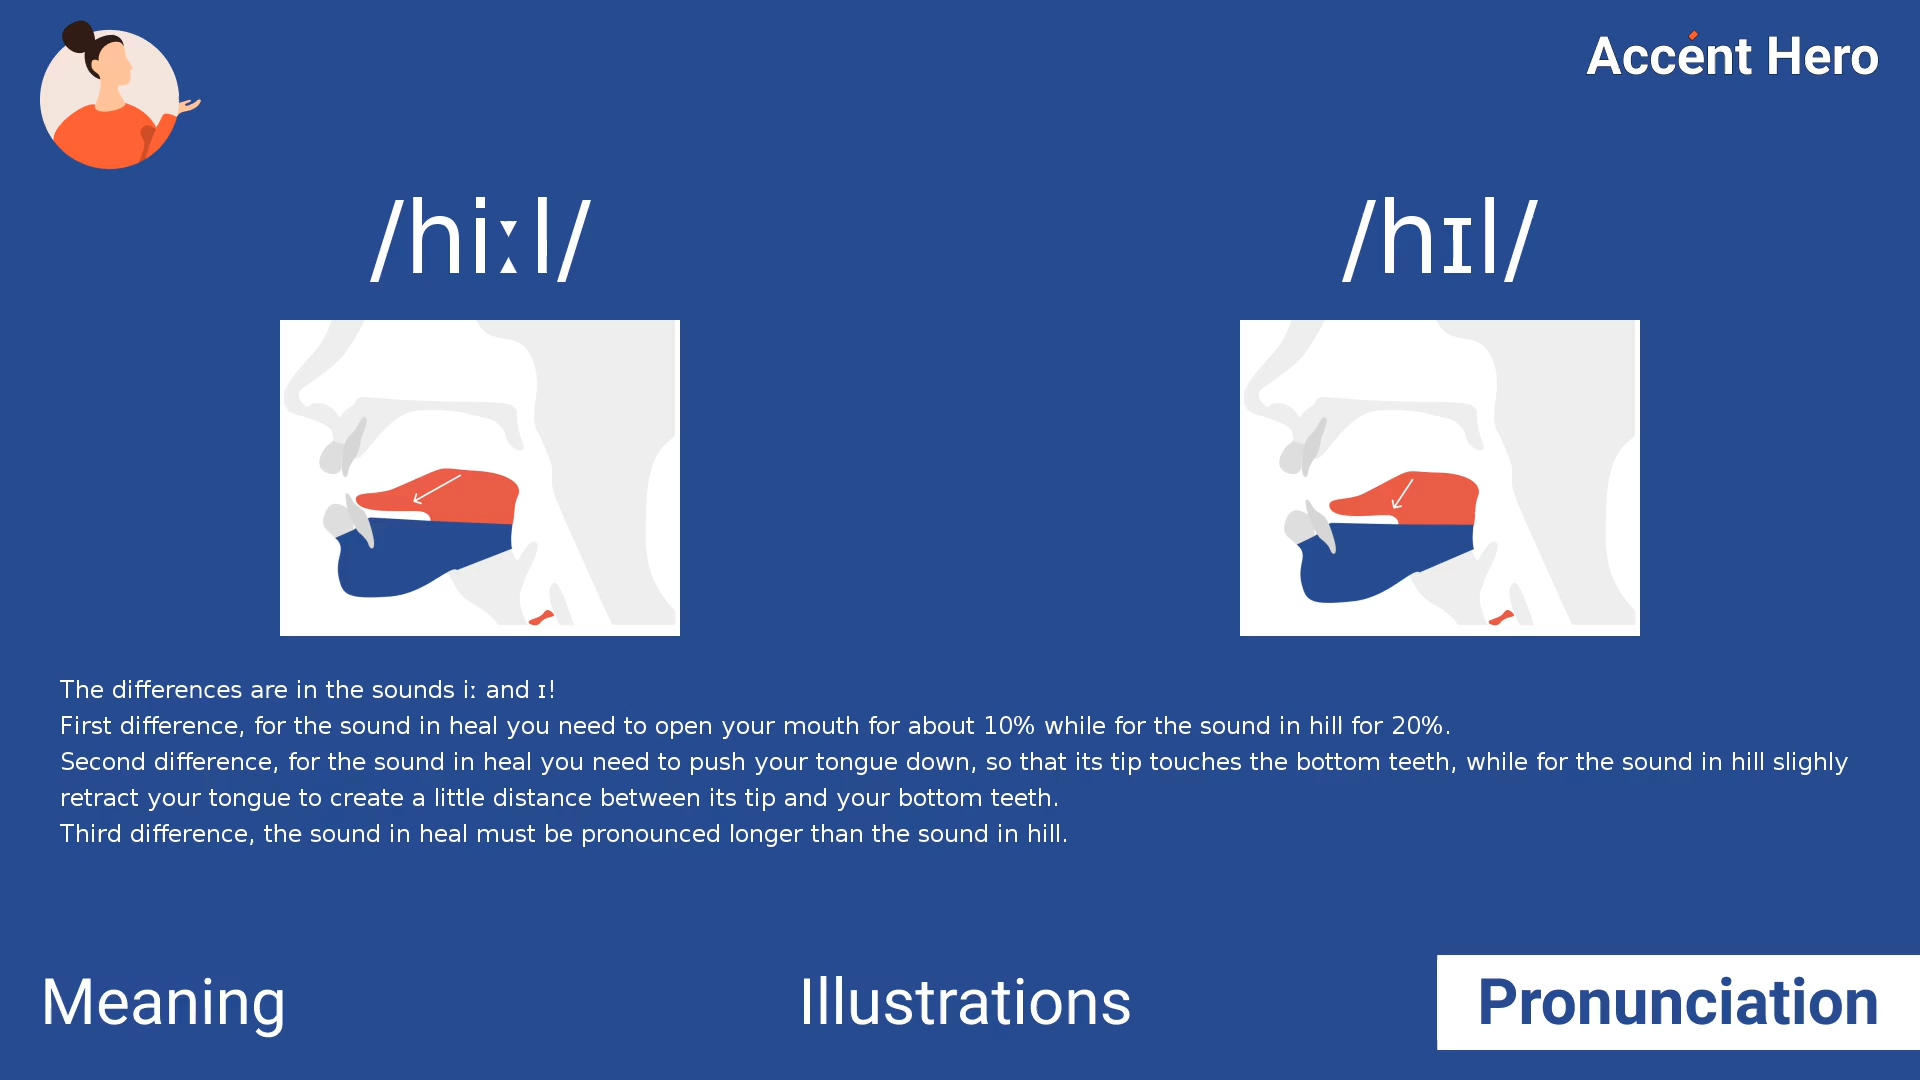 Accént Hero
/hiːl/
/hɪl/
The differences are in the sounds iː and ɪ!
First difference, for the sound in heal you need to open your mouth for about 10% while for the sound in hill for 20%.
Second difference, for the sound in heal you need to push your tongue down, so that its tip touches the bottom teeth, while for the sound in hill slighly
retract your tongue to create a little distance between its tip and your bottom teeth.
Third difference, the sound in heal must be pronounced longer than the sound in hill.
Meaning
Illustrations
Pronunciation